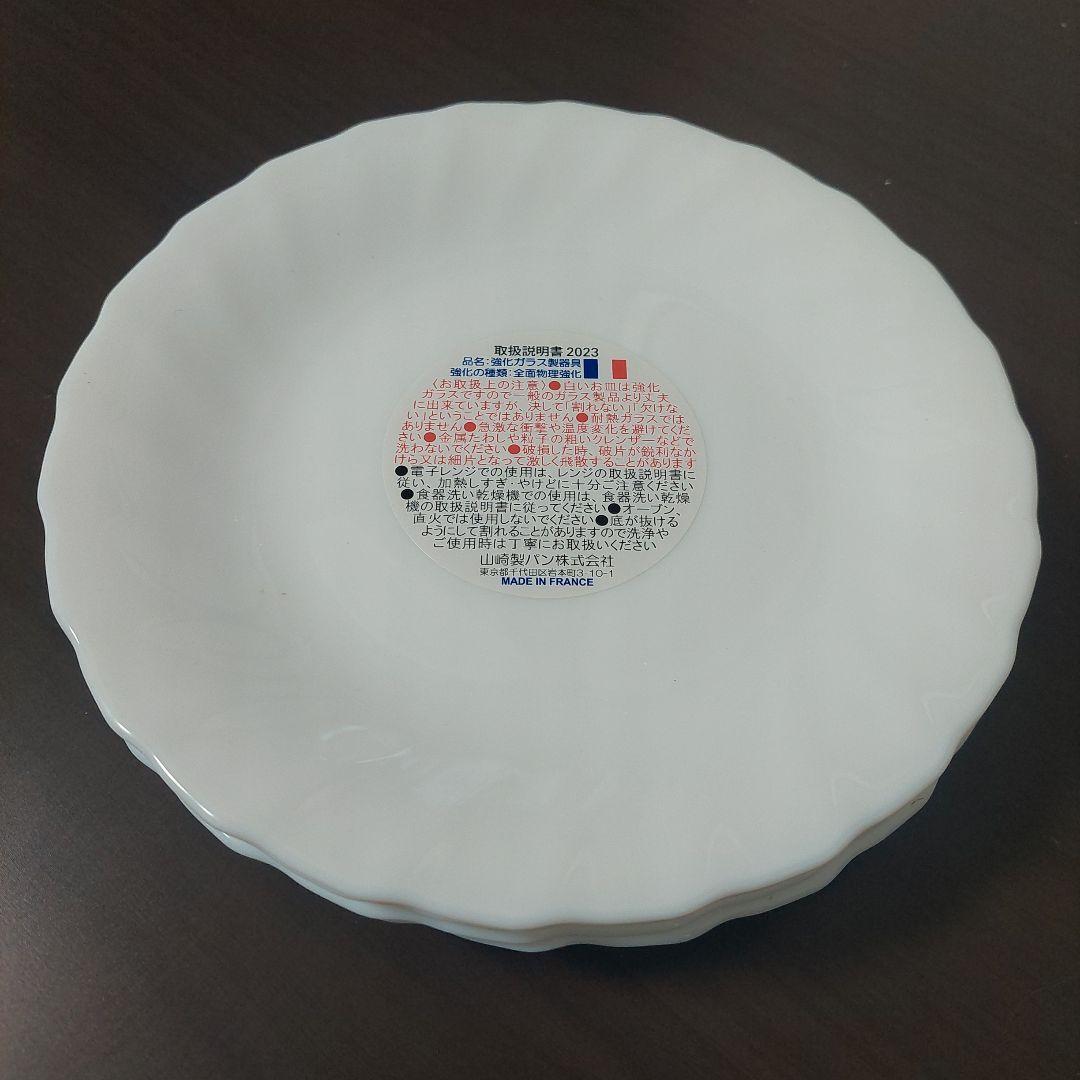 取扱説明書 2023
品名:強化ガラス製器具
強化の種類:全面物理強化
〈お取扱上の注意〉●白いお皿は強化
ガラスですので一般のガラス製品より丈夫
に出来ていますが、決して「割れない」「欠けな
い」ということではありません●耐熱ガラスでは
ありません●急激な衝撃や温度変化を避けてくだ
さい●金属たわしや粒子の粗いクレンザーなどで
洗わないでください●破損した時、破片が鋭利なか
けら又は細片となって激しく飛散することがあります
●電子レンジでの使用は、レンジの取扱説明書に
従い、加熱しすぎ・やけどに十分ご注意ください
●食器洗い乾燥機での使用は、食器洗い乾燥
機の取扱説明書に従ってください●オーブン、
直火では使用しないでください●底が抜ける
ようにして割れることがありますので洗浄や
ご使用時は丁寧にお取扱いください
山崎製パン株式会社
東京都千代田区岩本町3-10-1
MADE IN FRANCE